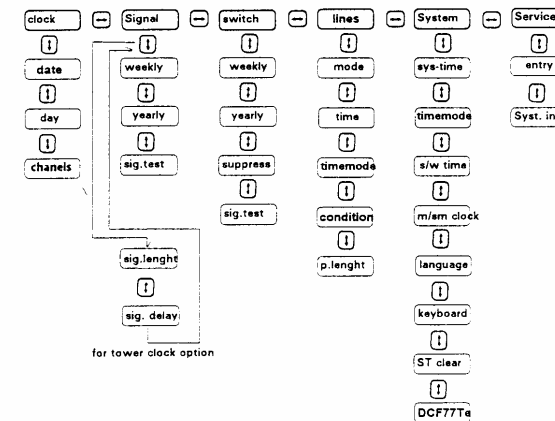 clock Signal switch lines System Service
date weekly weekly mode sys-time entry
day yearly yearly time timemode Syst. in
chanels sig.test suppress timemode s/w time
sig.test condition m/sm clock
sig.lenght p.lenght language
sig. delay keyboard
for tower clock option
ST clear
DCF77Te